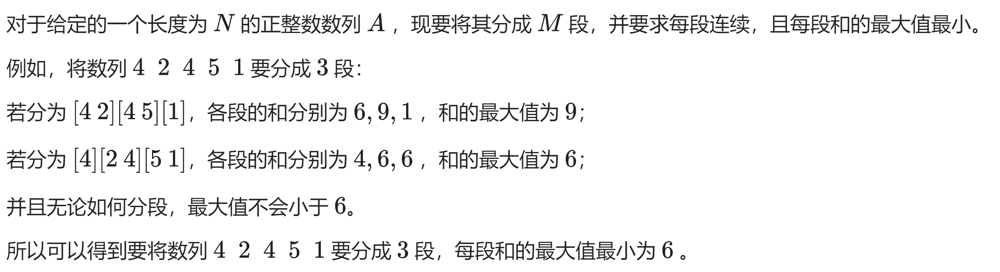 对于给定的一个长度为 N 的正整数数列 A ，现要将其分成 M 段，并要求每段连续，且每段和的最大值最小。
例如，将数列 4 2 4 5 1 要分成 3 段：
若分为 [4 2][4 5][1]，各段的和分别为 6, 9, 1 ，和的最大值为 9；
若分为 [4][2 4][5 1]，各段的和分别为 4, 6, 6 ，和的最大值为 6；
并且无论如何分段，最大值不会小于 6。
所以可以得到要将数列 4 2 4 5 1 要分成 3 段，每段和的最大值最小为 6 。